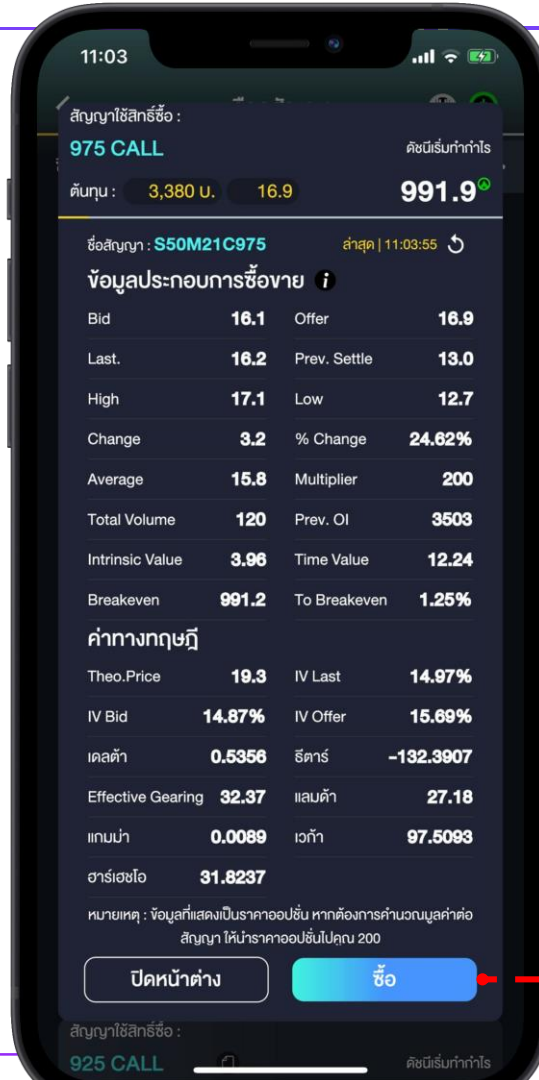 11:03
สัญญาใช้สิทธิ์ซื้อ :
975 CALL ดัชนีเริ่มทำกำไร
ต้นทุน : 3,380 บ. 16.9 991.9
ชื่อสัญญา : S50M21C975 ล่าสุด | 11:03:55
ข้อมูลประกอบการซื้อขาย i
Bid 16.1 Offer 16.9
Last. 16.2 Prev. Settle 13.0
High 17.1 Low 12.7
Change 3.2 % Change 24.62%
Average 15.8 Multiplier 200
Total Volume 120 Prev. OI 3503
Intrinsic Value 3.96 Time Value 12.24
Breakeven 991.2 To Breakeven 1.25%
ค่าทางทฤษฎี
Theo.Price 19.3 IV Last 14.97%
IV Bid 14.87% IV Offer 15.69%
เดลต้า 0.5356 ธีตาร์ -132.3907
Effective Gearing 32.37 แลมด้า 27.18
แกมม่า 0.0089 เวก้า 97.5093
ฮาร์เฮชโอ 31.8237
หมายเหตุ : ข้อมูลที่แสดงเป็นราคาออปชั่น หากต้องการคำนวณมูลค่าต่อ
สัญญา ให้นำราคาออปชั่นไปคูณ 200
ปิดหน้าต่าง ซื้อ
สัญญาใช้สิทธิ์ซื้อ :
925 CALL ดัชนีเริ่มทำกำไร